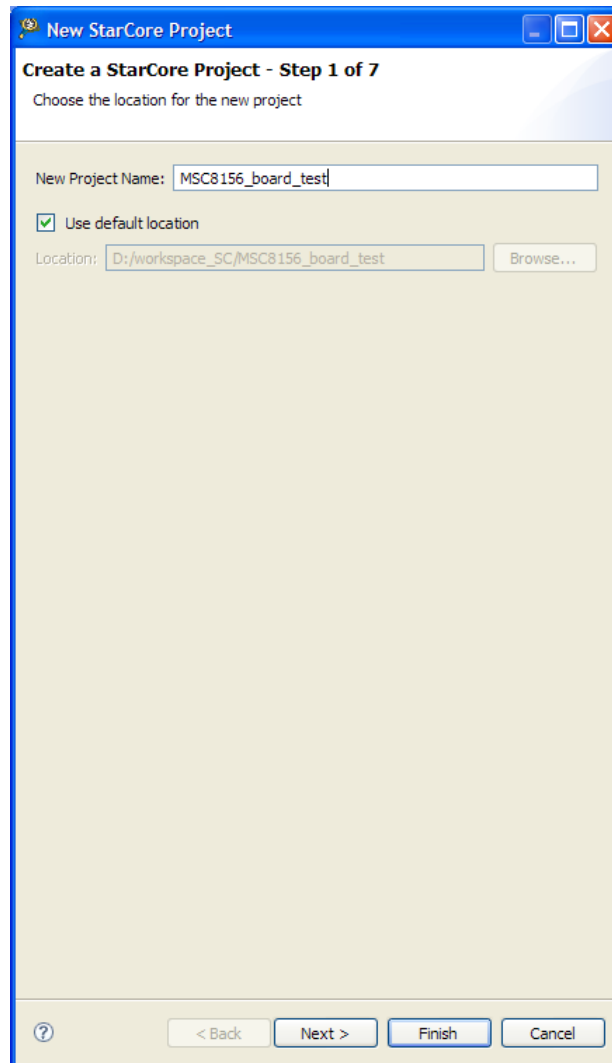 New StarCore Project
Create a StarCore Project - Step 1 of 7
Choose the location for the new project
New Project Name: MSC8156_board_test
Use default location
Location: D:/workspace_SC/MSC8156_board_test Browse...
< Back Next > Finish Cancel